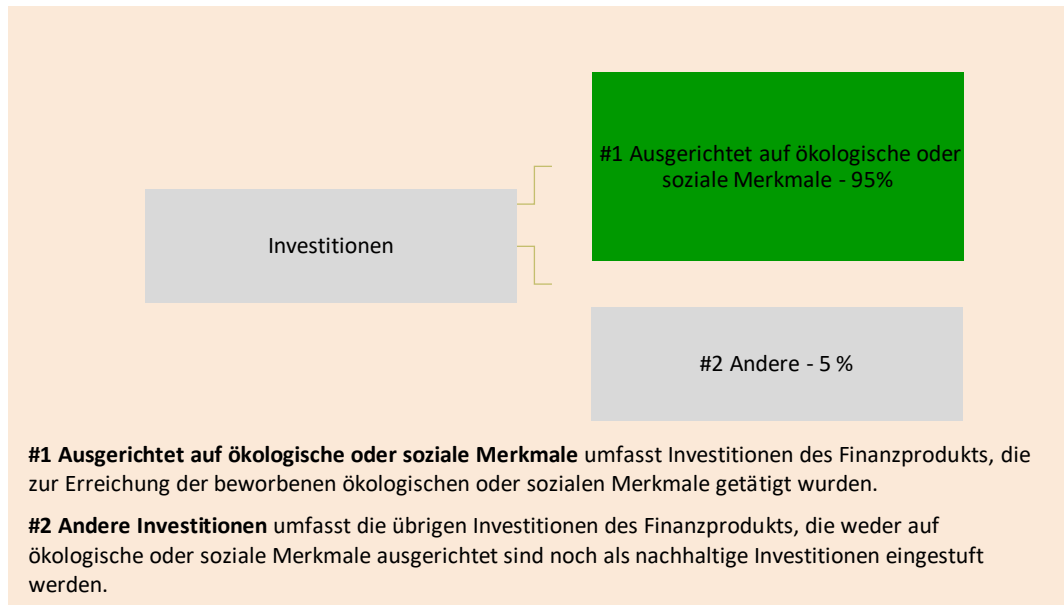 #1 Ausgerichtet auf ökologische oder
soziale Merkmale - 95%
Investitionen
#2 Andere - 5 %
#1 Ausgerichtet auf ökologische oder soziale Merkmale umfasst Investitionen des Finanzprodukts, die
zur Erreichung der beworbenen ökologischen oder sozialen Merkmale getätigt wurden.
#2 Andere Investitionen umfasst die übrigen Investitionen des Finanzprodukts, die weder auf
ökologische oder soziale Merkmale ausgerichtet sind noch als nachhaltige Investitionen eingestuft
werden.